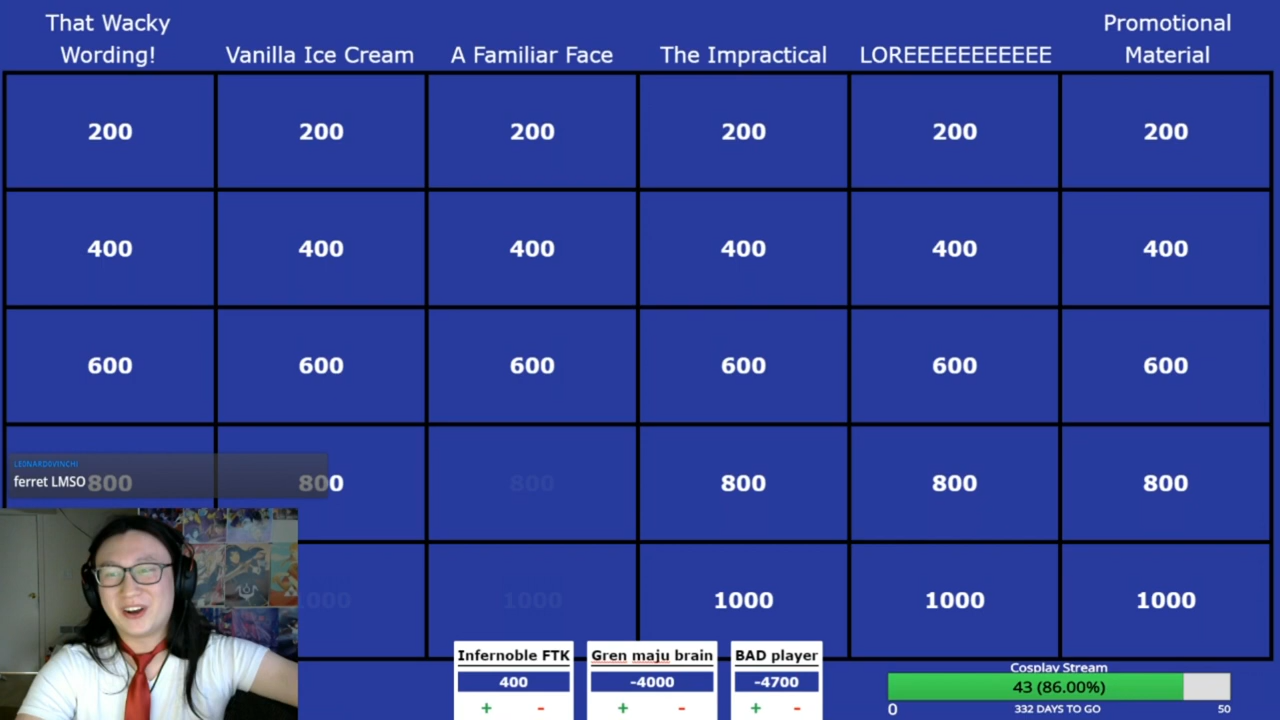 That Wacky
Wording!
Vanilla Ice Cream
A Familiar Face
The Impractical
LOREEEEEEEEEEE
Promotional
Material
200 200 200 200 200 200
400 400 400 400 400 400
600 600 600 600 600 600
LE0NARD0VINCHI
ferret LMSO
800 800 800 800 800 800
1000 1000 1000 1000 1000
Infernoble FTK
400
+ -
Gren maju brain
-4000
+ -
BAD player
-4700
+ -
Cosplay Stream
43 (86.00%)
0 332 DAYS TO GO 50